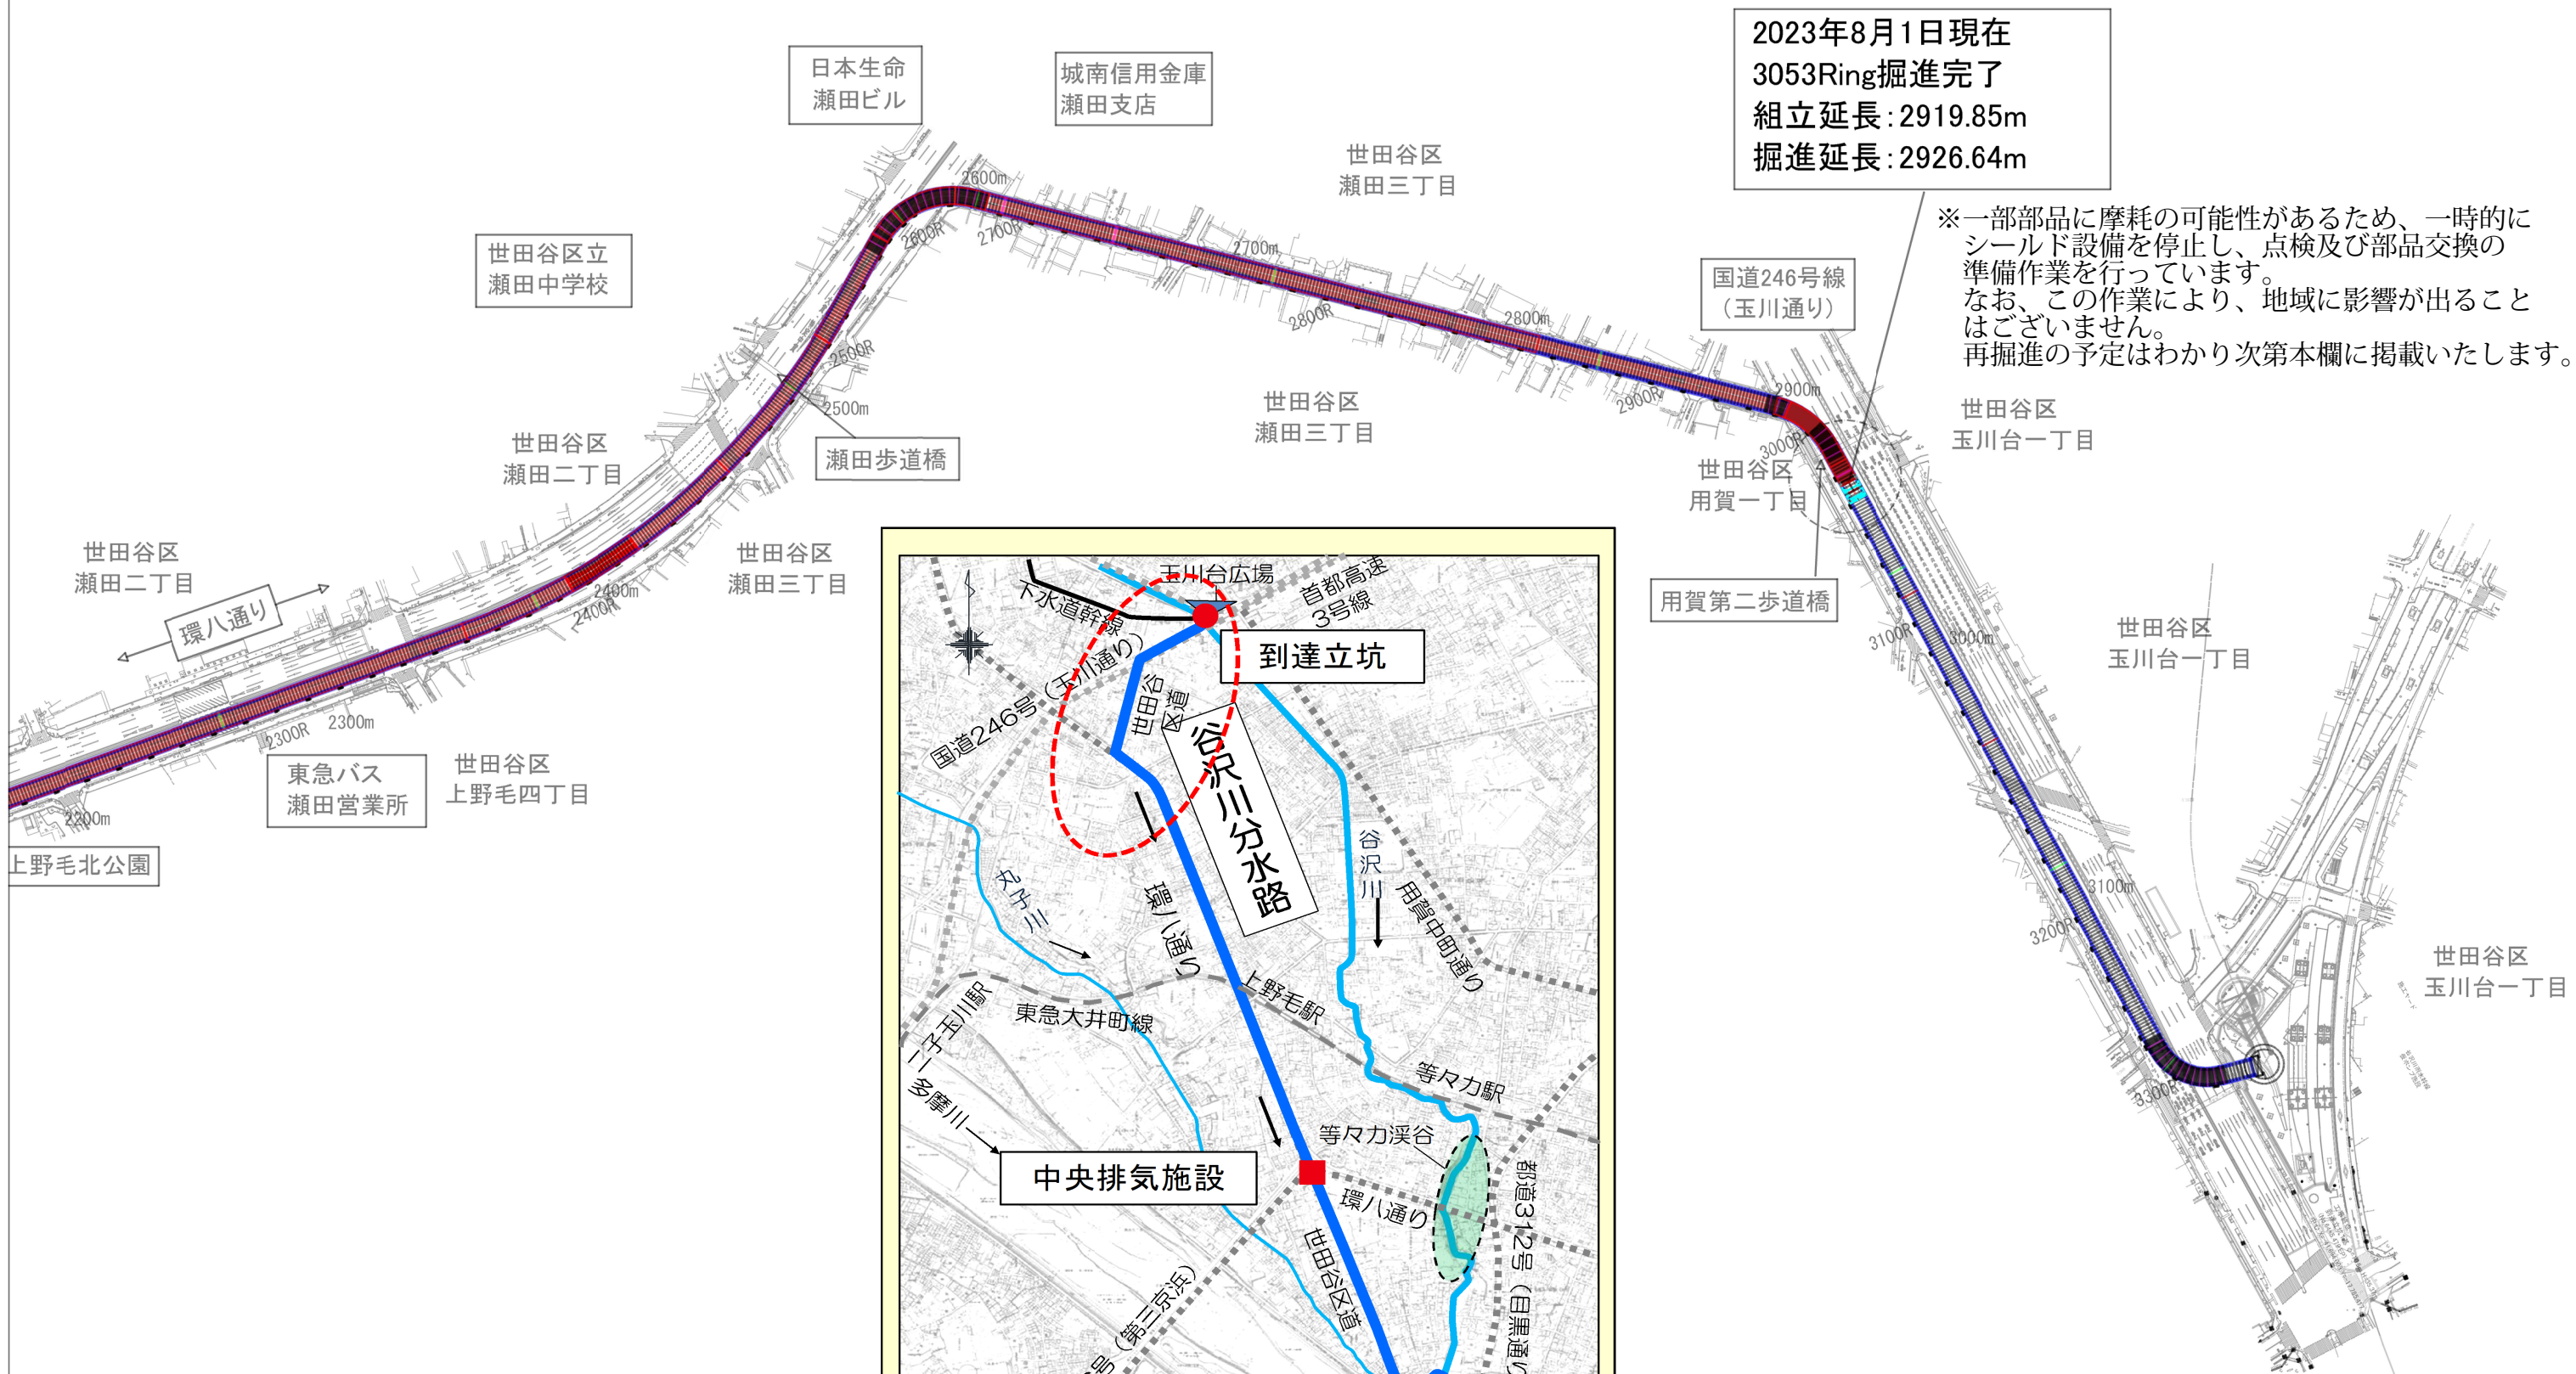 2023年8月1日現在
3053Ring掘進完了
組立延長：2919.85m
掘進延長：2926.64m
※一部部品に摩耗の可能性があるため、一時的に
シールド設備を停止し、点検及び部品交換の
準備作業を行っています。
なお、この作業により、地域に影響が出ること
はございません。
再掘進の予定はわかり次第本欄に掲載いたします。
日本生命
瀬田ビル
城南信用金庫
瀬田支店
世田谷区
瀬田三丁目
世田谷区立
瀬田中学校
国道246号線
（玉川通り）
2600m
2600R
2700R
2700m
2800R
2800m
2900R
2900m
3000R
2500R
2500m
瀬田歩道橋
世田谷区
瀬田二丁目
世田谷区
瀬田三丁目
世田谷区
用賀一丁目
世田谷区
玉川台一丁目
世田谷区
瀬田二丁目
環八通り
世田谷区
瀬田三丁目
2400m
2400R
2300R
2300m
2200m
東急バス
瀬田営業所
世田谷区
上野毛四丁目
上野毛北公園
用賀第二歩道橋
3100R
3000m
世田谷区
玉川台一丁目
3100m
3200R
3300R
世田谷区
玉川台一丁目
玉川台広場
下水道幹線
首都高速
3号線
到達立坑
国道246号（玉川通り）
世田谷
区道
谷沢川分水路
谷沢川
丸子川
環八通り
用賀中町通り
上野毛駅
東急大井町線
二子玉川駅
多摩川
等々力駅
等々力渓谷
中央排気施設
環八通り
世田谷区道
都道312号（目黒通り
号（第三京浜）